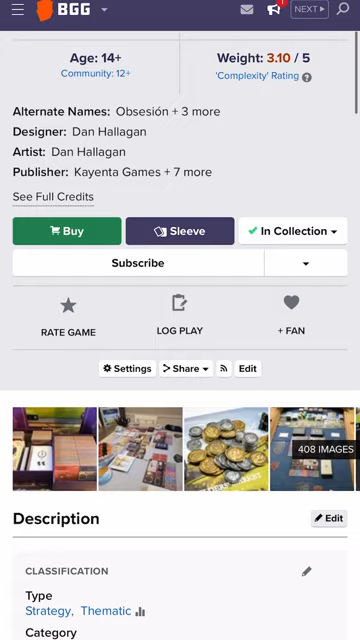 BGG
NEXT
Age: 14+
Weight: 3.10 / 5
Community: 12+
'Complexity' Rating ?
Alternate Names: Obsesión + 3 more
Designer: Dan Hallagan
Artist: Dan Hallagan
Publisher: Kayenta Games + 7 more
See Full Credits
Buy
Sleeve
In Collection
Subscribe
RATE GAME
LOG PLAY
+ FAN
Settings
Share
Edit
408 IMAGES
Description
Edit
CLASSIFICATION
Type
Strategy, Thematic
Category